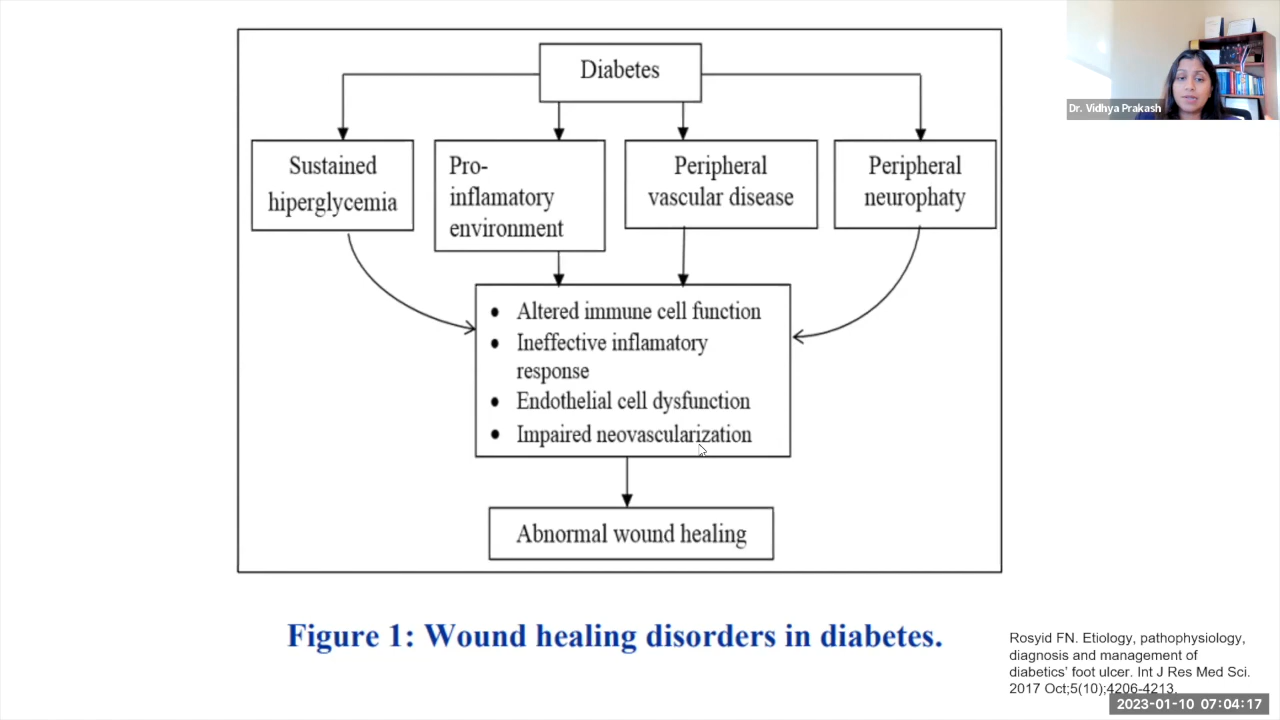 Diabetes
Sustained
hiperglycemia
Pro-
inflamatory
environment
Peripheral
vascular disease
Peripheral
neurophaty
• Altered immune cell function
• Ineffective inflamatory
response
• Endothelial cell dysfunction
• Impaired neovascularization
Abnormal wound healing
Figure 1: Wound healing disorders in diabetes.
Rosyid FN. Etiology, pathophysiology,
diagnosis and management of
diabetics’ foot ulcer. Int J Res Med Sci.
2017 Oct;5(10);4206-4213.
Dr. Vidhya Prakash
2023-01-10 07:04:17